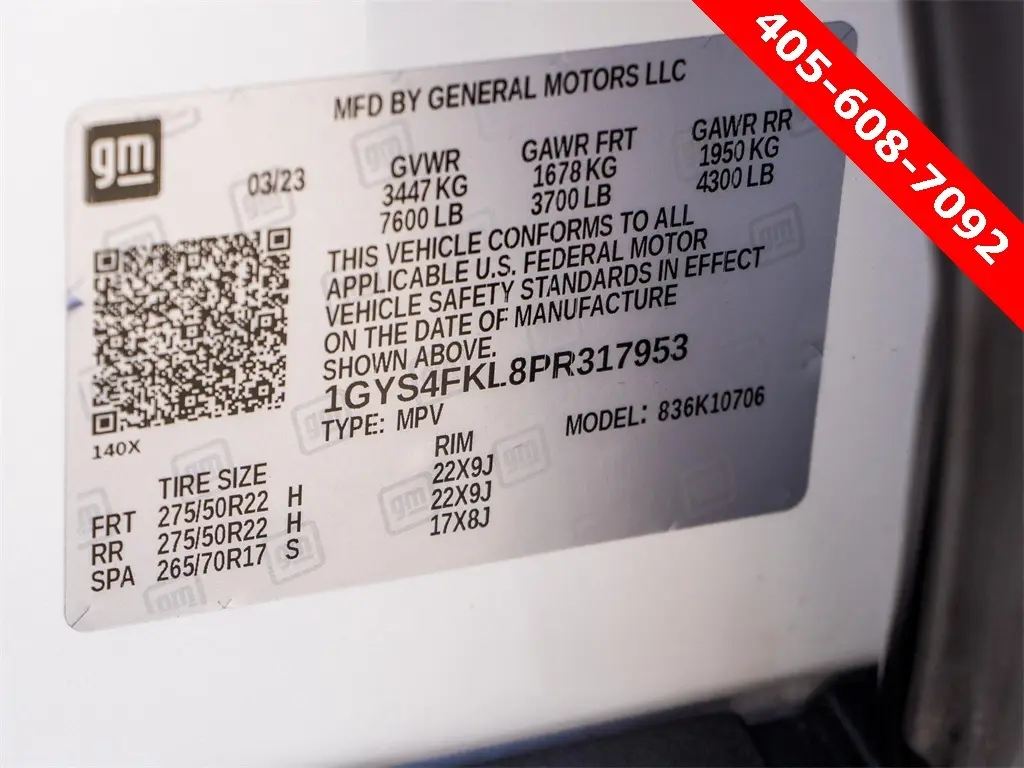 405-608-7092
MFD BY GENERAL MOTORS LLC
gm
03/23
GVWR
3447 KG
7600 LB
GAWR FRT
1678 KG
3700 LB
GAWR RR
1950 KG
4300 LB
THIS VEHICLE CONFORMS TO ALL
APPLICABLE U.S. FEDERAL MOTOR
VEHICLE SAFETY STANDARDS IN EFFECT
ON THE DATE OF MANUFACTURE
SHOWN ABOVE.
1GYS4FKL8PR317953
TYPE: MPV MODEL: 836K10706
140X
TIRE SIZE RIM
FRT 275/50R22 H 22X9J
RR 275/50R22 H 22X9J
SPA 265/70R17 S 17X8J